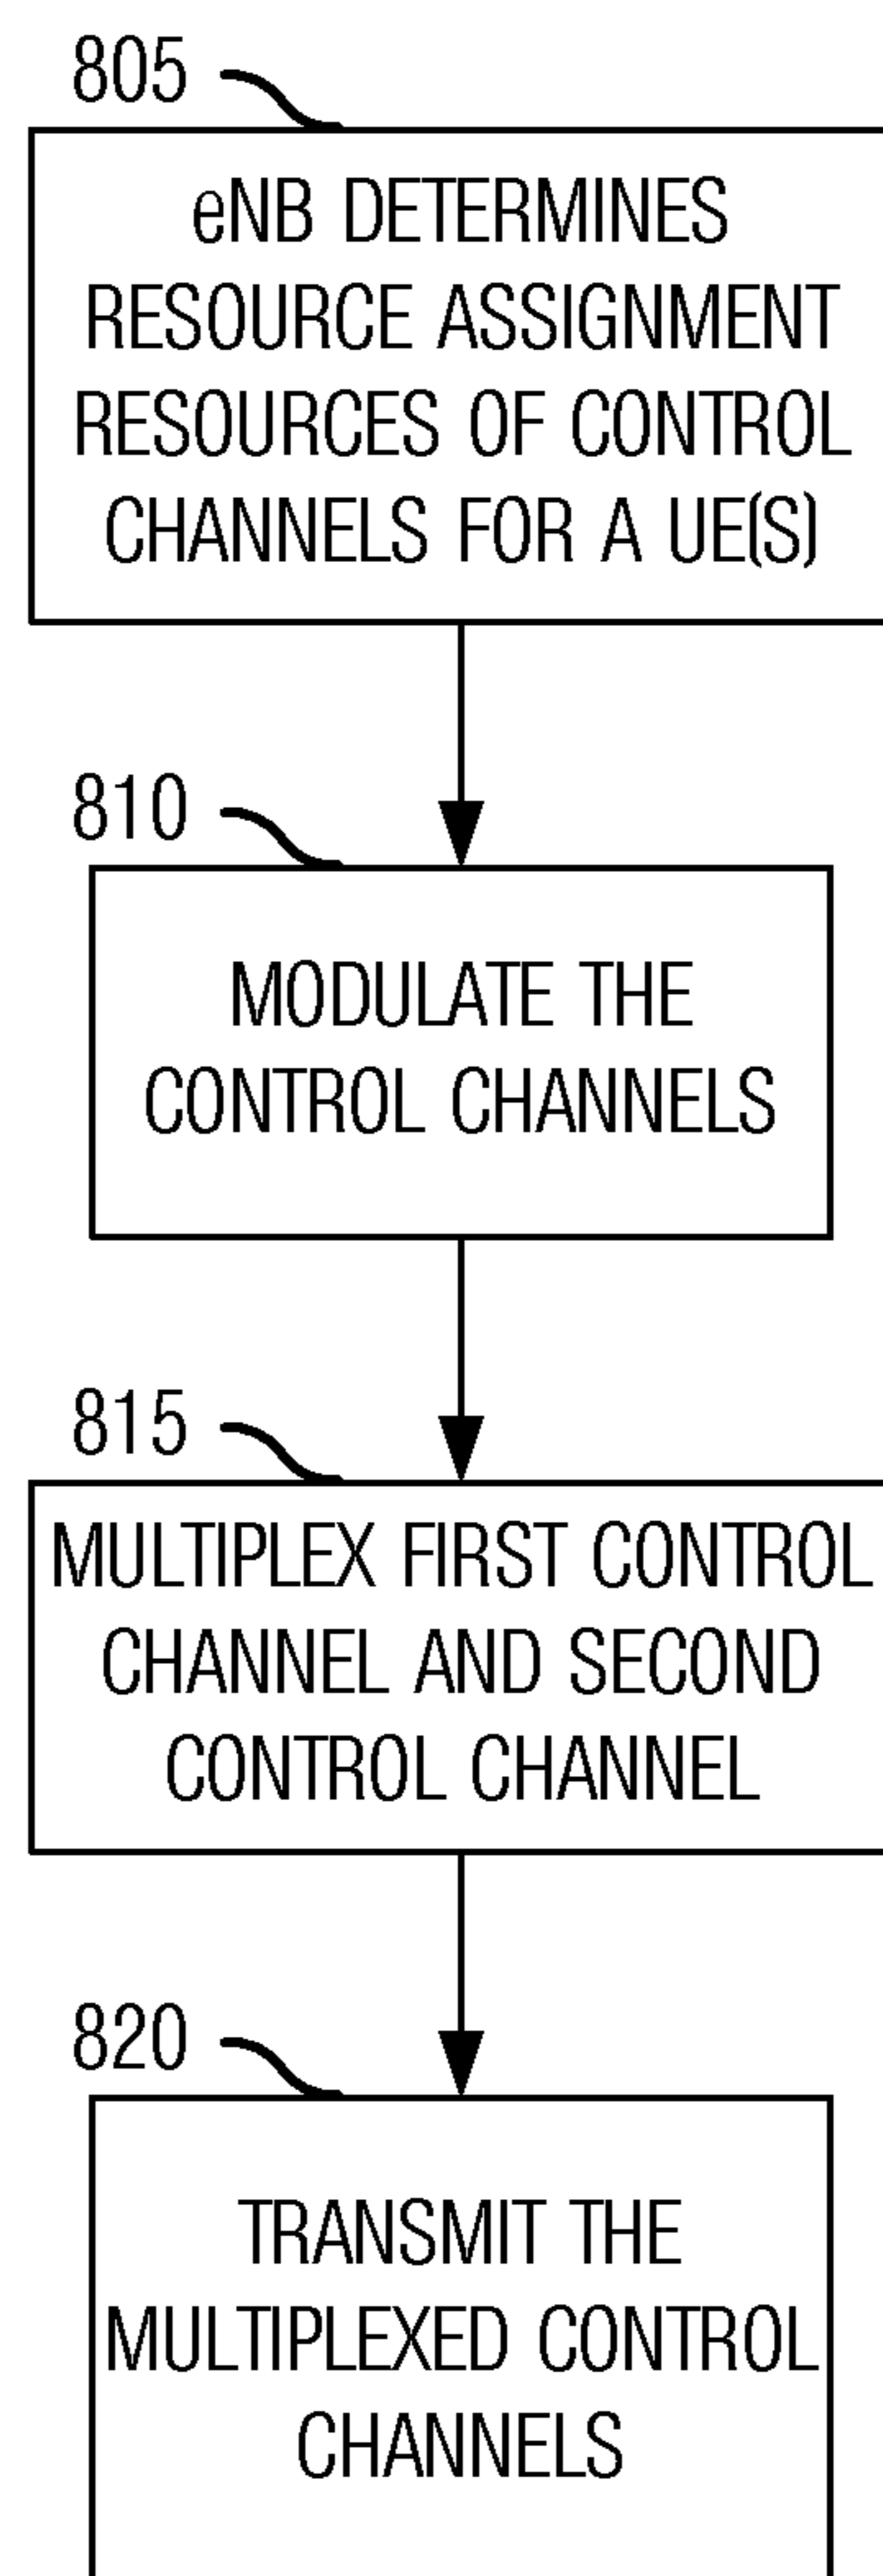 805
eNB DETERMINES
RESOURCE ASSIGNMENT
RESOURCES OF CONTROL
CHANNELS FOR A UE(S)
810
MODULATE THE
CONTROL CHANNELS
815
MULTIPLEX FIRST CONTROL
CHANNEL AND SECOND
CONTROL CHANNEL
820
TRANSMIT THE
MULTIPLEXED CONTROL
CHANNELS